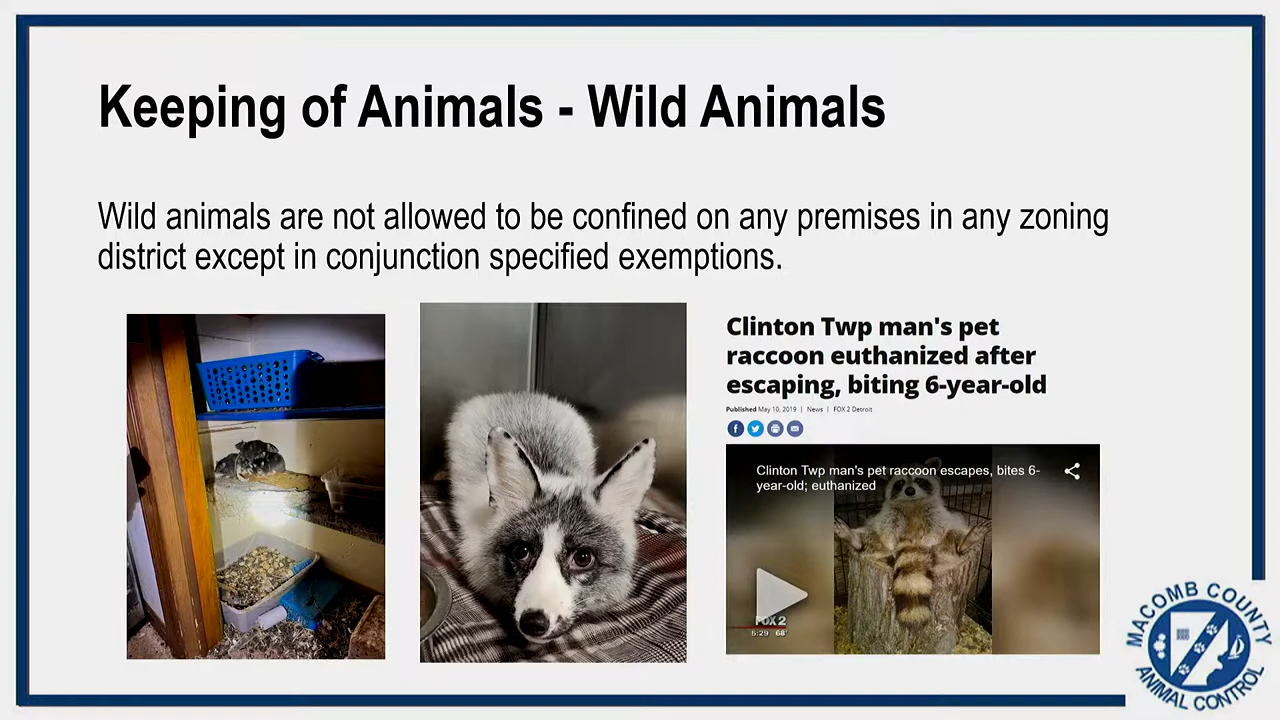 Keeping of Animals - Wild Animals
Wild animals are not allowed to be confined on any premises in any zoning
district except in conjunction specified exemptions.
Clinton Twp man's pet
raccoon euthanized after
escaping, biting 6-year-old
Published May 10, 2019 | News | FOX 2 Detroit
Clinton Twp man's pet raccoon escapes, bites 6-
year-old; euthanized
FOX 2
5:29 68°
MACOMB COUNTY
ANIMAL CONTROL